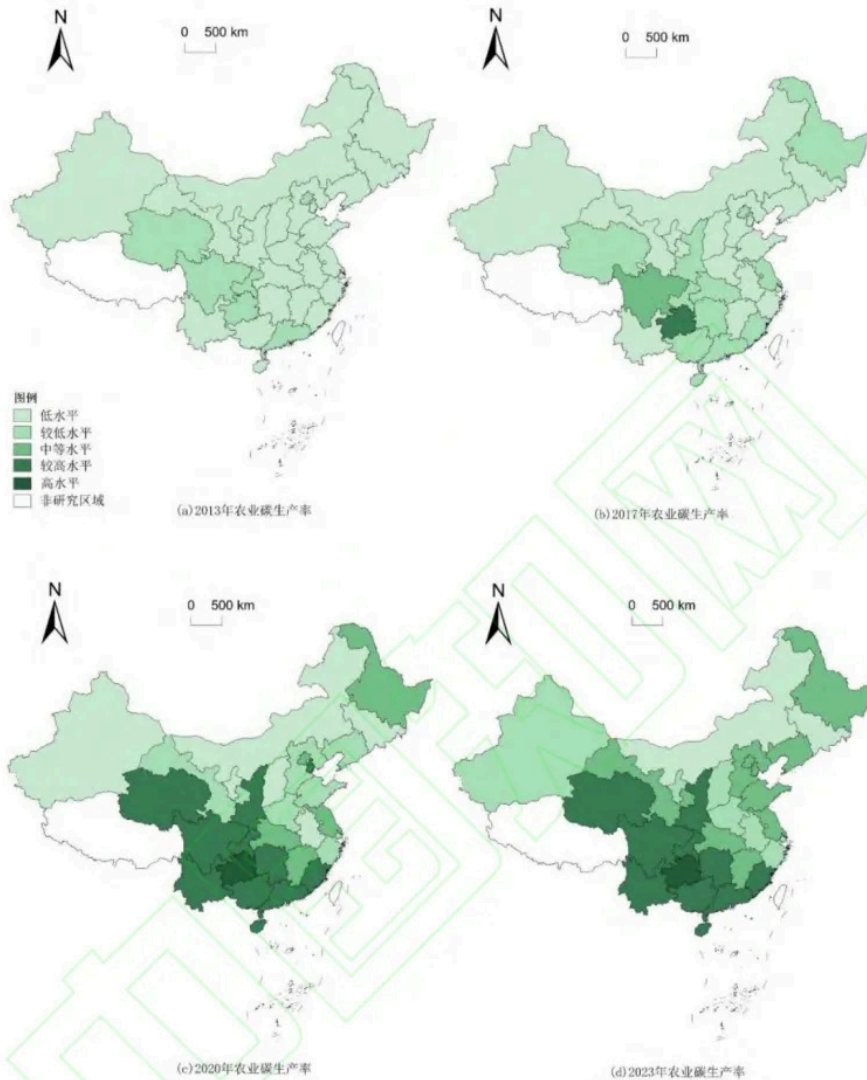 N
0 500 km
N
0 500 km
图例
低水平
较低水平
中等水平
较高水平
高水平
非研究区域
(a)2013年农业碳生产率
(b)2017年农业碳生产率
N
0 500 km
N
0 500 km
(c)2020年农业碳生产率
(d)2023年农业碳生产率